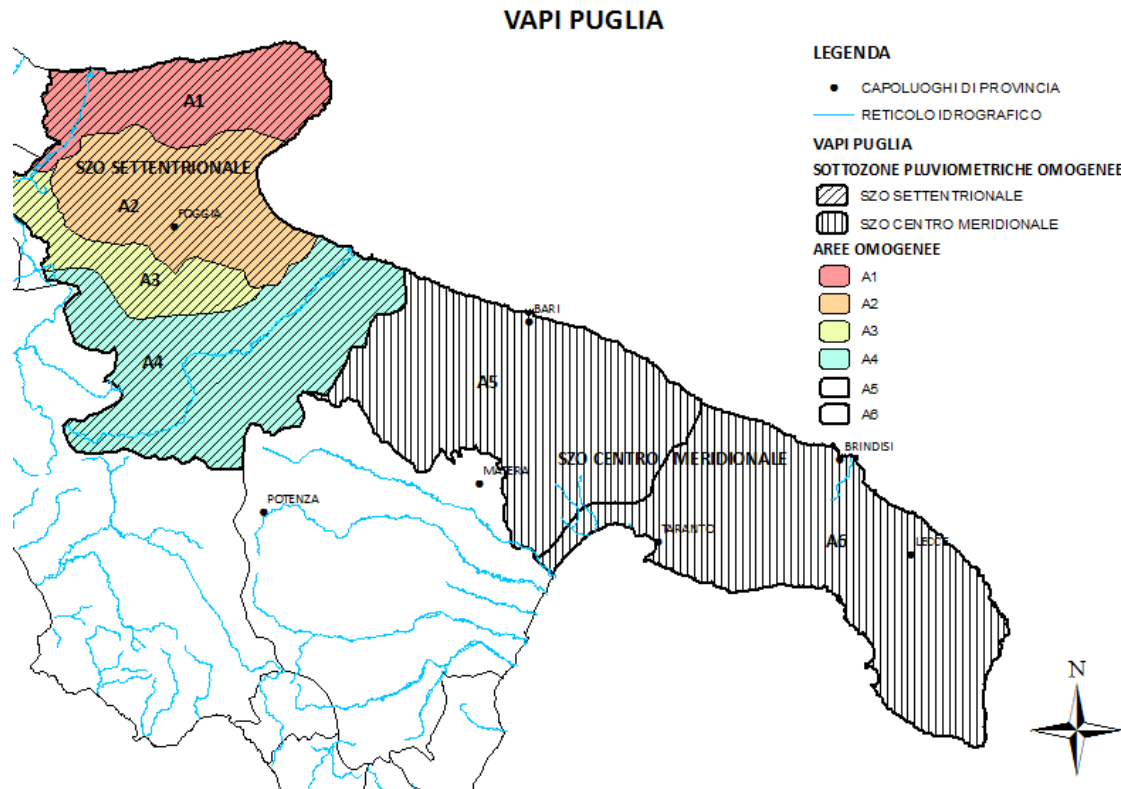 VAPI PUGLIA
LEGENDA
CAPOLUOGHI DI PROVINCIA
RETICOLO IDROGRAFICO
VAPI PUGLIA
SOTTOZONE PLUVIOMETRICHE OMOGENEE
SZO SETTENTRIONALE
SZO CENTRO MERIDIONALE
AREE OMOGENEE
A1
A2
A3
A4
A5
A6
A1
SZO SETTENTRIONALE
A2
FOGGIA
A3
A4
BARI
A5
SZO CENTRO MERIDIONALE
MATERA
POTENZA
BRINDISI
TARANTO
A6
LECCE
N